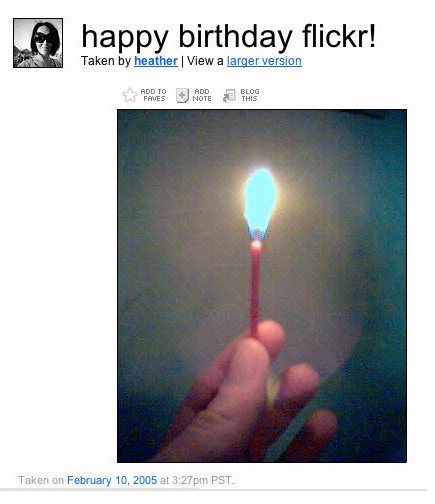 happy birthday flickr!
Taken by heather | View a larger version
ADD TO FAVES
ADD NOTE
BLOG THIS
Taken on February 10, 2005 at 3:27pm PST.